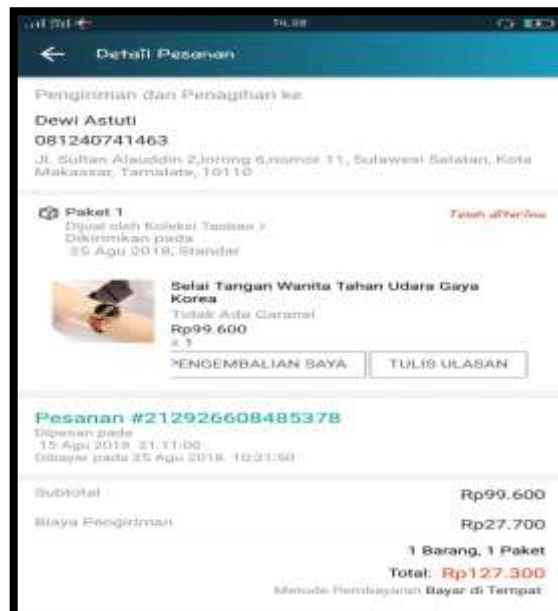 Detail Pesanan
Pengiriman dan Penagihan ke
Dewi Astuti
081240741463
Jl. Sultan Alauddin 2,lorong 6,nomor 11, Sulawesi Selatan, Kota
Makassar, Tamalate, 10110
Paket 1
Telah diterima
Dijual oleh Koleksi Taobao >
Dikirimkan pada
25 Agu 2018, Standar
Selai Tangan Wanita Tahan Udara Gaya
Korea
Tidak Ada Garansi
Rp99.600
x 1
PENGEMBALIAN SAYA
TULIS ULASAN
Pesanan #212926608485378
Dipesan pada
15 Agu 2018 21:11:00
Dibayar pada 25 Agu 2018 10:21:50
Subtotal
Rp99.600
Biaya Pengiriman
Rp27.700
1 Barang, 1 Paket
Total: Rp127.300
Metode Pembayaran Bayar di Tempat